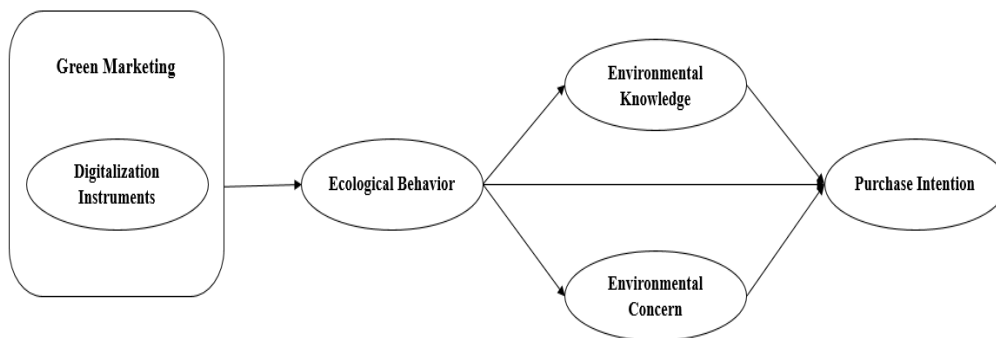 Green Marketing
Digitalization
Instruments
Ecological Behavior
Environmental
Knowledge
Environmental
Concern
Purchase Intention